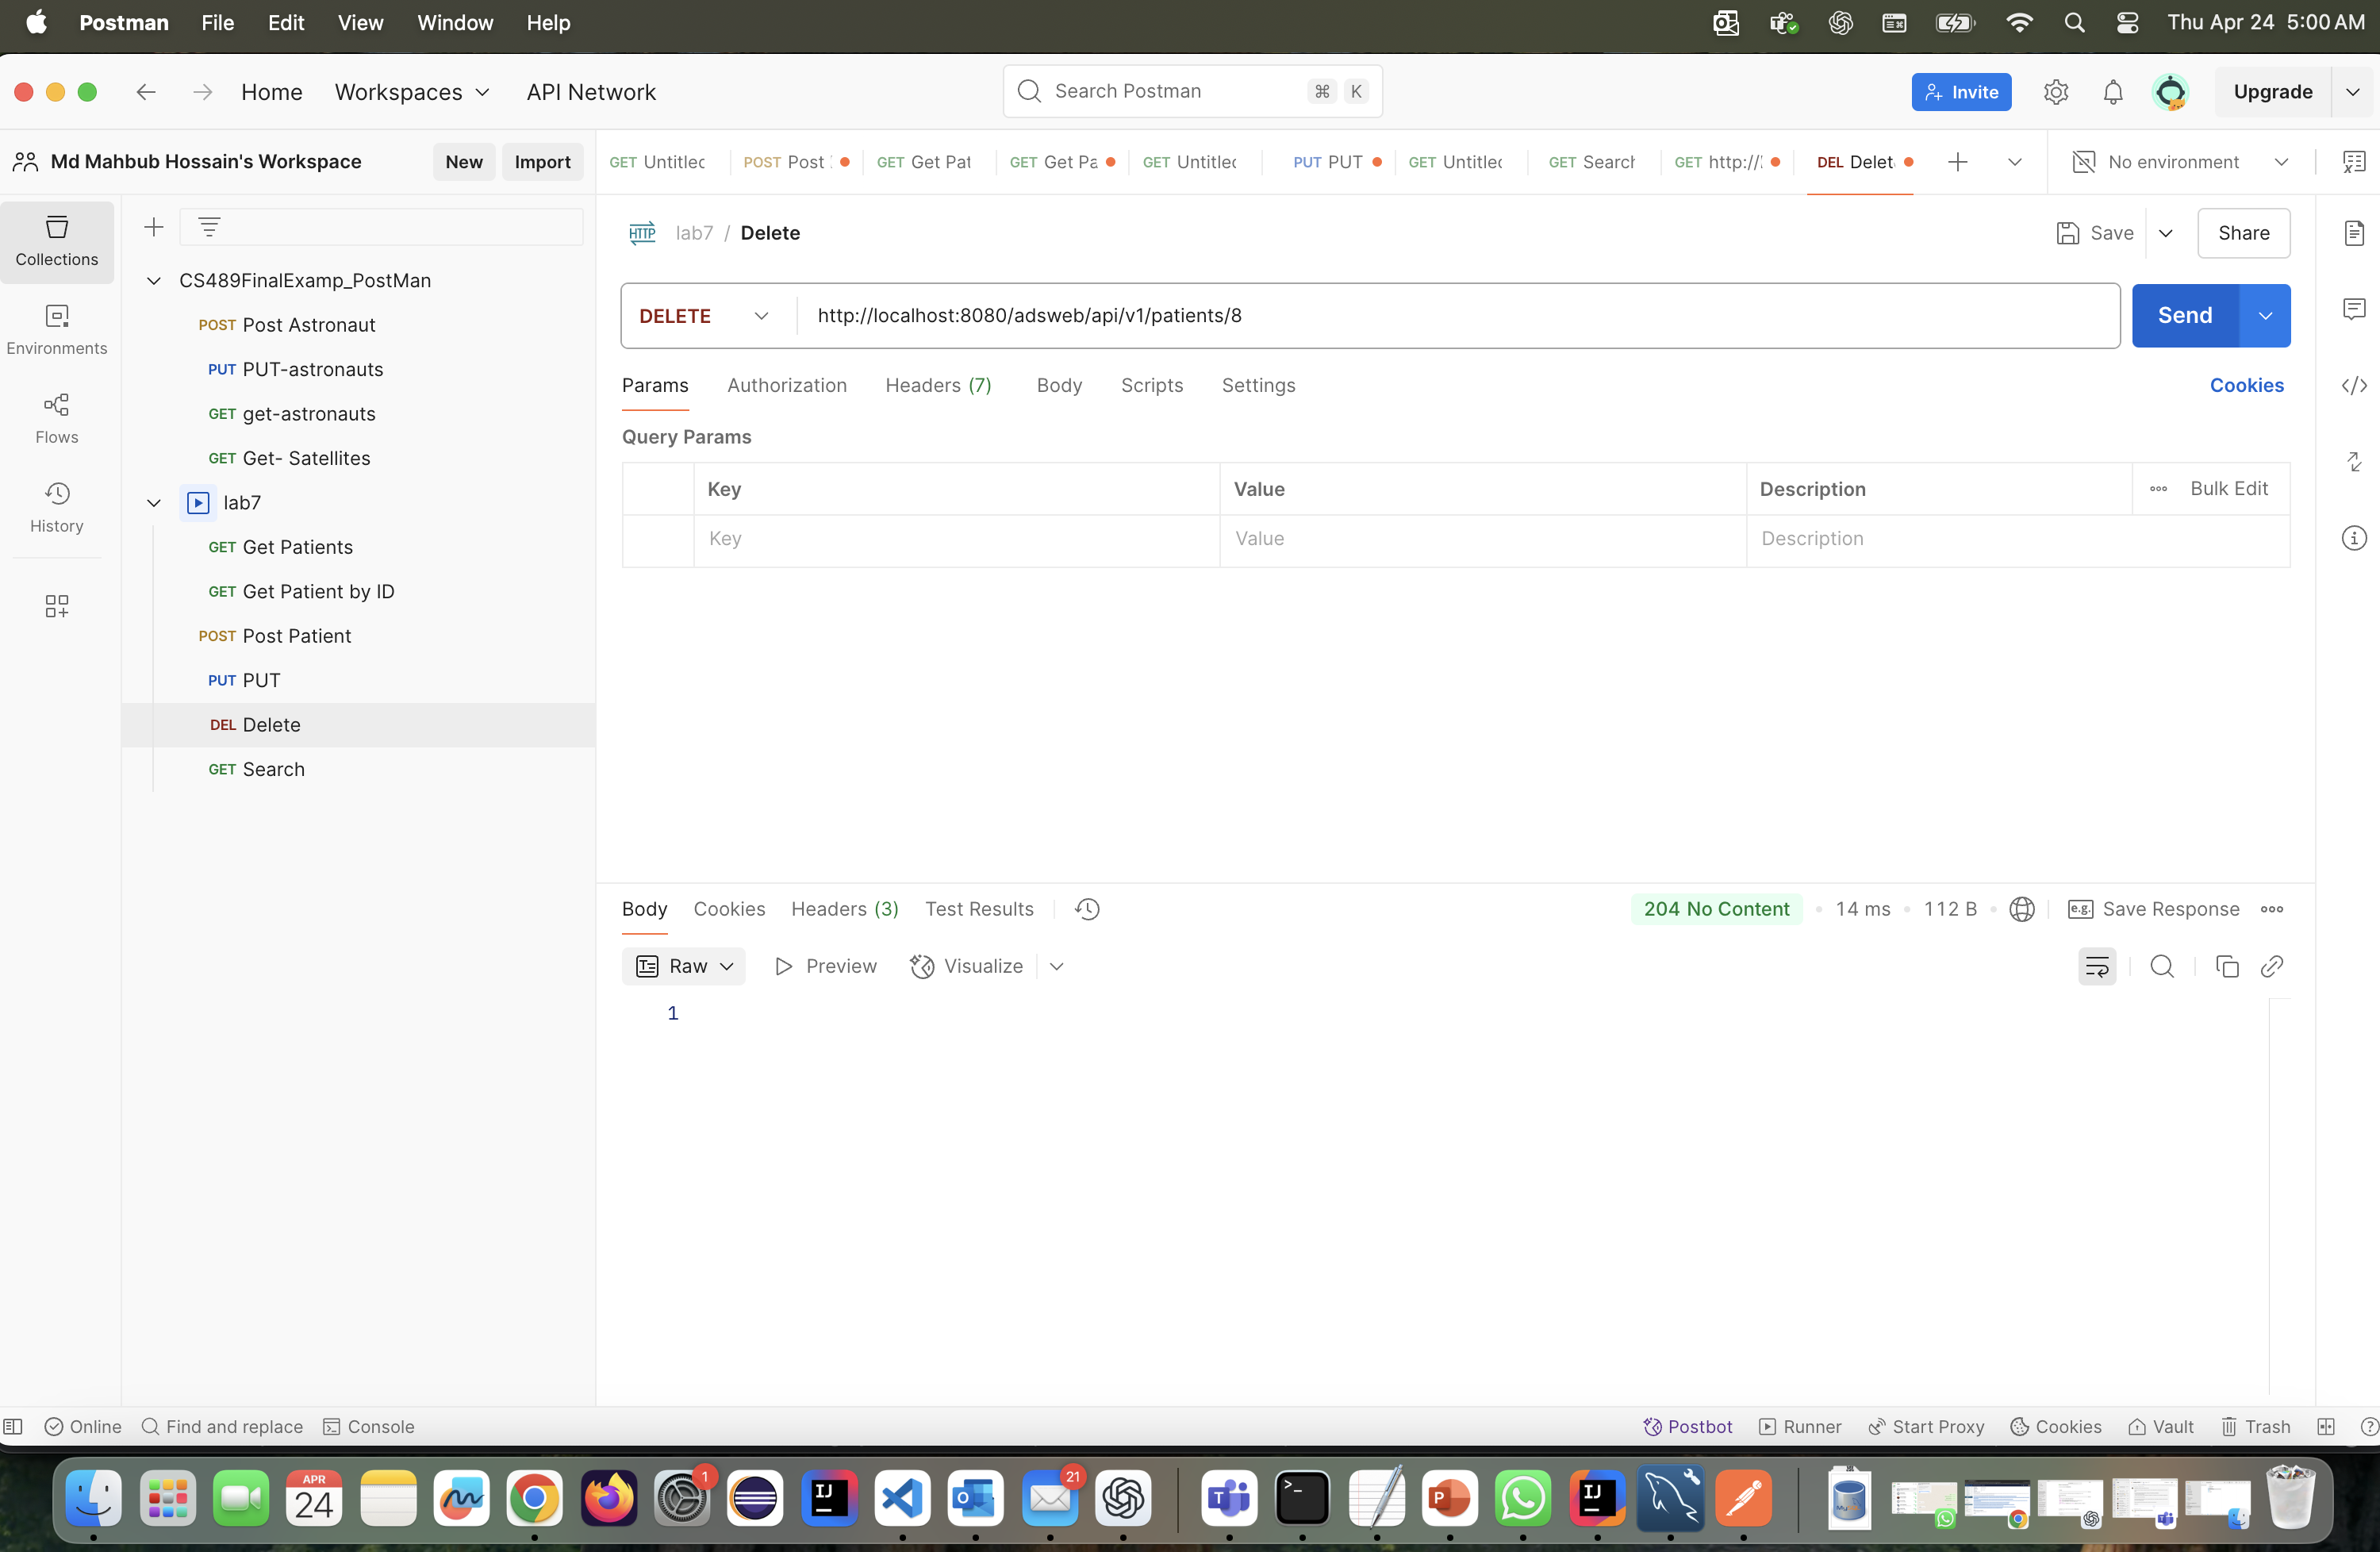 Postman File Edit View Window Help Thu Apr 24 5:00 AM
Home Workspaces API Network Search Postman ⌘ K Invite Upgrade
Md Mahbub Hossain's Workspace New Import
GET Untitled POST Post GET Get Pat GET Get Pa GET Untitled PUT PUT GET Untitled GET Search GET http:// DEL Delet No environment
Collections
Environments
Flows
History
CS489FinalExamp_PostMan
POST Post Astronaut
PUT PUT-astronauts
GET get-astronauts
GET Get- Satellites
lab7
GET Get Patients
GET Get Patient by ID
POST Post Patient
PUT PUT
DEL Delete
GET Search
HTTP lab7 / Delete Save Share
DELETE http://localhost:8080/adsweb/api/v1/patients/8 Send
Params Authorization Headers (7) Body Scripts Settings Cookies
Query Params
Key Value Description Bulk Edit
Key Value Description
Body Cookies Headers (3) Test Results 204 No Content 14 ms 112 B e.g. Save Response
Raw Preview Visualize
1
Online Find and replace Console Postbot Runner Start Proxy Cookies Vault Trash
APR
24
1
21